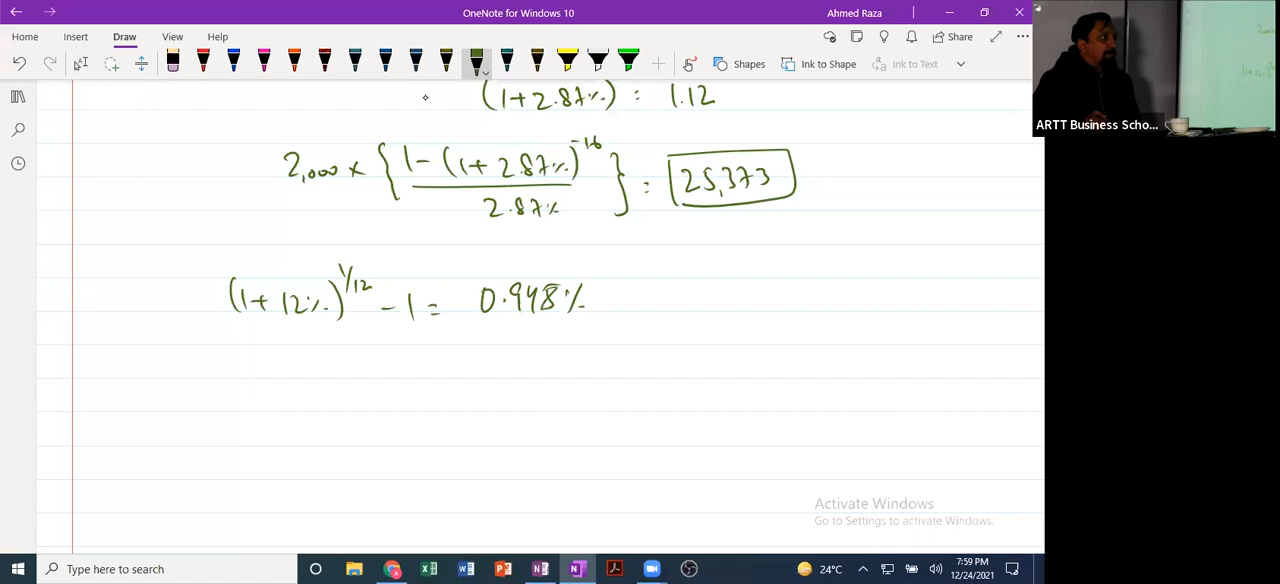 OneNote for Windows 10
Ahmed Raza
Home Insert Draw View Help
Share
Shapes
Ink to Shape
Ink to Text
(1+2.87%) = 1.12
2,000 × { 1-(1+2.87%)^-16 / 2.87% } = 25,373
(1+12%)^1/12 - 1 = 0.948%
ARTT Business Scho...
Activate Windows
Go to Settings to activate Windows.
Type here to search
24°C
7:59 PM
12/24/2021